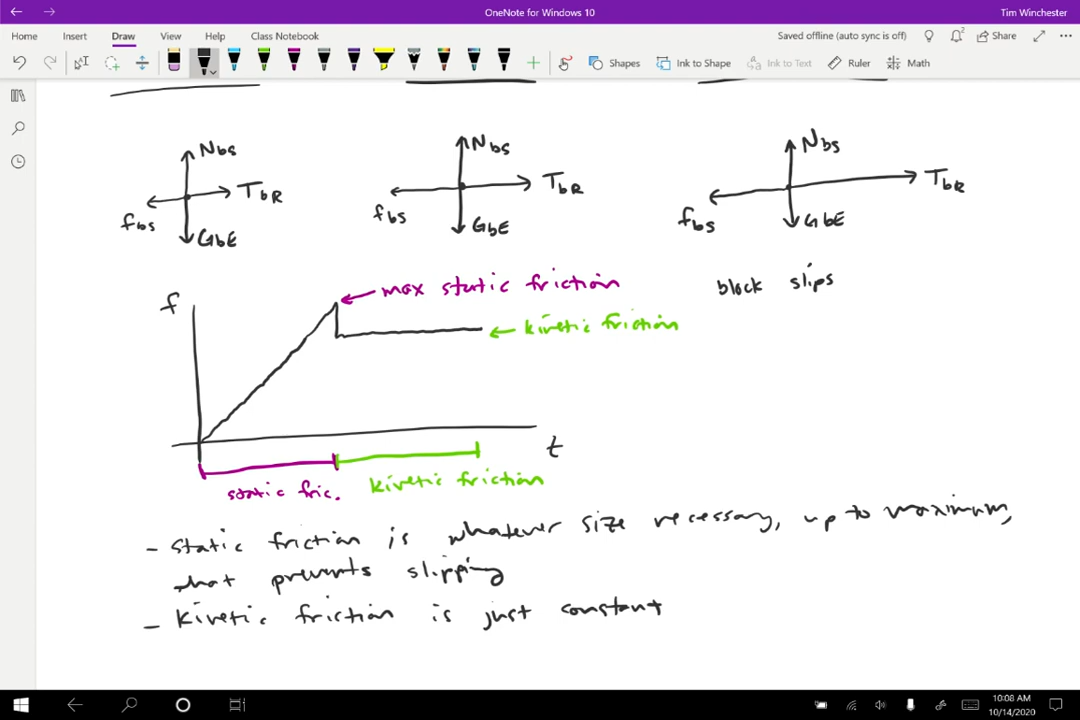 OneNote for Windows 10
Tim Winchester
Home Insert Draw View Help Class Notebook
Saved offline (auto sync is off) Share
Shapes Ink to Shape Ink to Text Ruler Math
NbS TbR fbs GbE
NbS TbR fbs GbE
NbS TbR fbs GbE
block slips
f
max static friction
kinetic friction
t
static fric.
kinetic friction
- static friction is whatever size necessary, up to maximum,
that prevents slipping
- kinetic friction is just constant
10:08 AM
10/14/2020